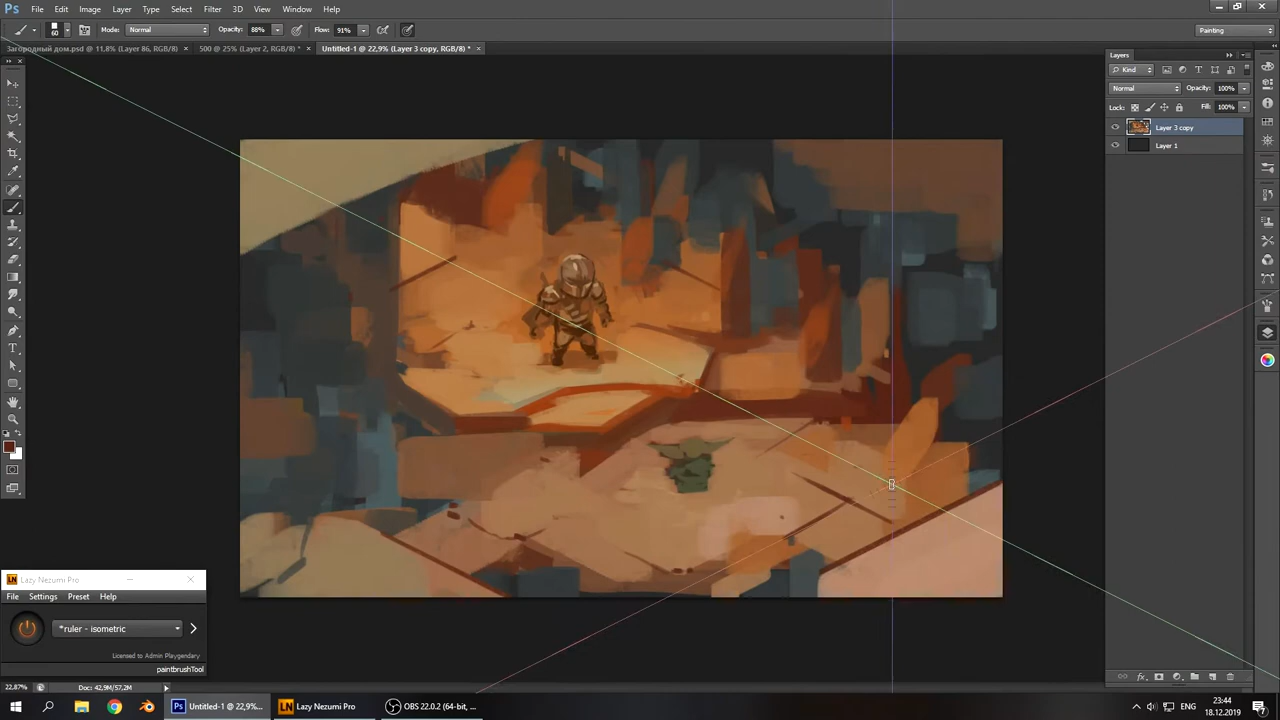 Ps File Edit Image Layer Type Select Filter 3D View Window Help
60 Mode: Normal Opacity: 88% Flow: 91% Painting
Загородный дом.psd @ 11,8% (Layer 86, RGB/8) × 500 @ 25% (Layer 2, RGB/8) * × Untitled-1 @ 22,9% (Layer 3 copy, RGB/8) * ×
Layers
Kind
Normal Opacity: 100%
Lock: Fill: 100%
Layer 3 copy
Layer 1
LN Lazy Nezumi Pro
File Settings Preset Help
*ruler - isometric
Licensed to Admin Playgendary
paintbrushTool
22,87% Doc: 42,9M/57,2M
Ps Untitled-1 @ 22,9%... LN Lazy Nezumi Pro OBS 22.0.2 (64-bit, ... ENG 23:44
18.12.2019